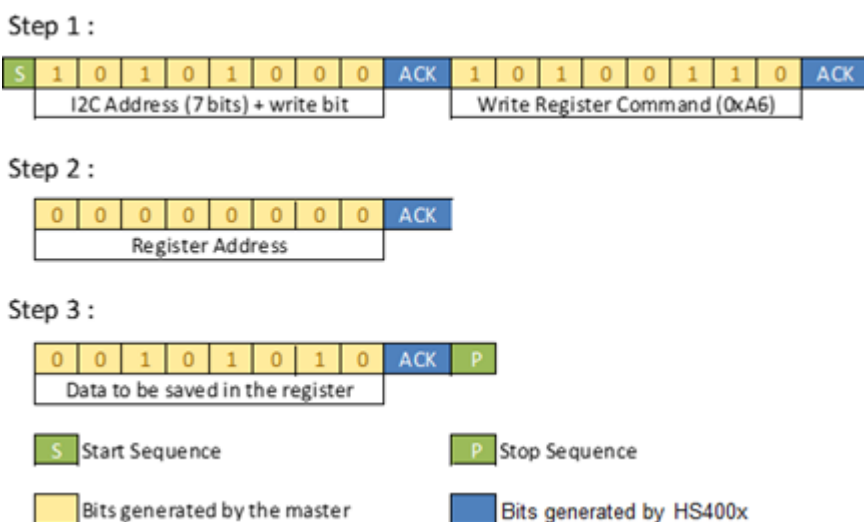 Step 1 :
S 1 0 1 0 1 0 0 0 ACK 1 0 1 0 0 1 1 0 ACK
I2C Address (7 bits) + write bit Write Register Command (0xA6)
Step 2 :
0 0 0 0 0 0 0 0 ACK
Register Address
Step 3 :
0 0 1 0 1 0 1 0 ACK P
Data to be saved in the register
S Start Sequence P Stop Sequence
Bits generated by the master Bits generated by HS400x